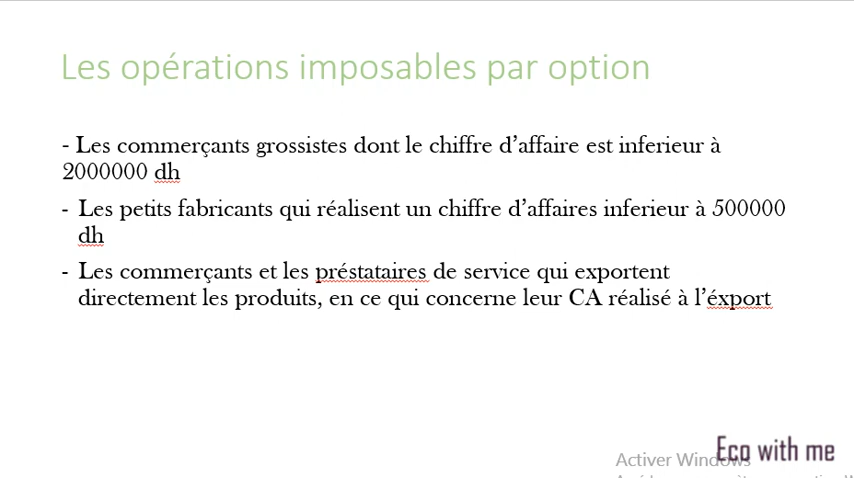 Les opérations imposables par option
- Les commerçants grossistes dont le chiffre d’affaire est inferieur à
2000000 dh
- Les petits fabricants qui réalisent un chiffre d’affaires inferieur à 500000
dh
- Les commerçants et les préstataires de service qui exportent
directement les produits, en ce qui concerne leur CA réalisé à l’éxport
Eco with me
Activer Windows